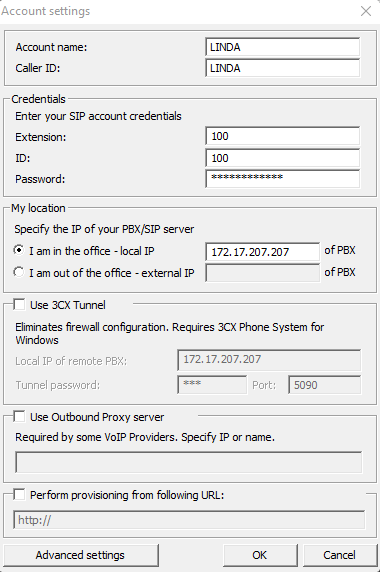 Account settings
Account name: LINDA
Caller ID: LINDA
Credentials
Enter your SIP account credentials
Extension: 100
ID: 100
Password: ************
My location
Specify the IP of your PBX/SIP server
I am in the office - local IP 172.17.207.207 of PBX
I am out of the office - external IP of PBX
Use 3CX Tunnel
Eliminates firewall configuration. Requires 3CX Phone System for
Windows
Local IP of remote PBX: 172.17.207.207
Tunnel password: *** Port: 5090
Use Outbound Proxy server
Required by some VoIP Providers. Specify IP or name.
Perform provisioning from following URL:
http://
Advanced settings OK Cancel